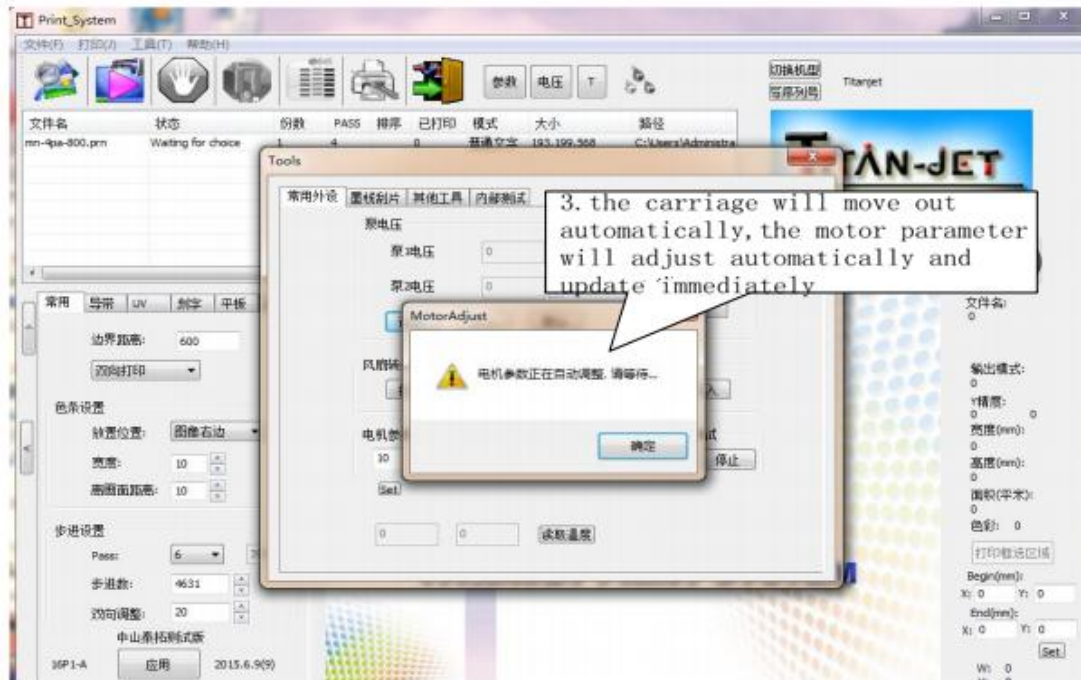 Print_System
文件(F) 打印(J) 工具(T) 帮助(H)
参数 电压 T
切换机型
写序列号
Titanjet
文件名 状态 份数 PASS 排序 已打印 模式 大小 路径
mn-4pa-800.prn Waiting for choice 1 4 0 普通文字 193,199,568 C:\Users\Administra
TITAN-JET
Tools
常用外设 墨栈刮片 其他工具 内部测试
泵电压
泵1电压 0
泵2电压 0
3.the carriage will move out
automatically,the motor parameter
will adjust automatically and
update immediately
MotorAdjust
电机参数正在自动调整, 请等待...
确定
电机参
10
停止
Set
0 0 读取温度
常用 导带 UV 刻字 平板
边界距离: 600
双向打印
色条设置
放置位置: 图像右边
宽度: 10
离图面距离: 10
步进设置
Pass: 6
步进数: 4631
双向调整: 20
中山泰拓测试版
16P1-A 应用 2015.6.9(9)
文件名:
0
输出模式:
0
Y精度:
0 0
宽度(mm):
0
高度(mm):
0
面积(平米):
0
色彩: 0
打印框选区域
Begin(mm):
X: 0 Y: 0
End(mm):
X: 0 Y: 0
Set
W: 0